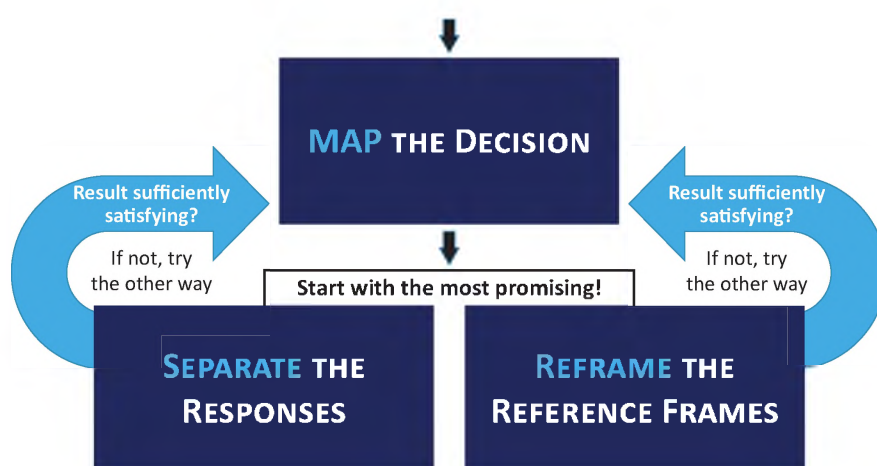 MAP THE DECISION
Result sufficiently
satisfying?
If not, try
the other way
Result sufficiently
satisfying?
If not, try
the other way
Start with the most promising!
SEPARATE THE
RESPONSES
REFRAME THE
REFERENCE FRAMES